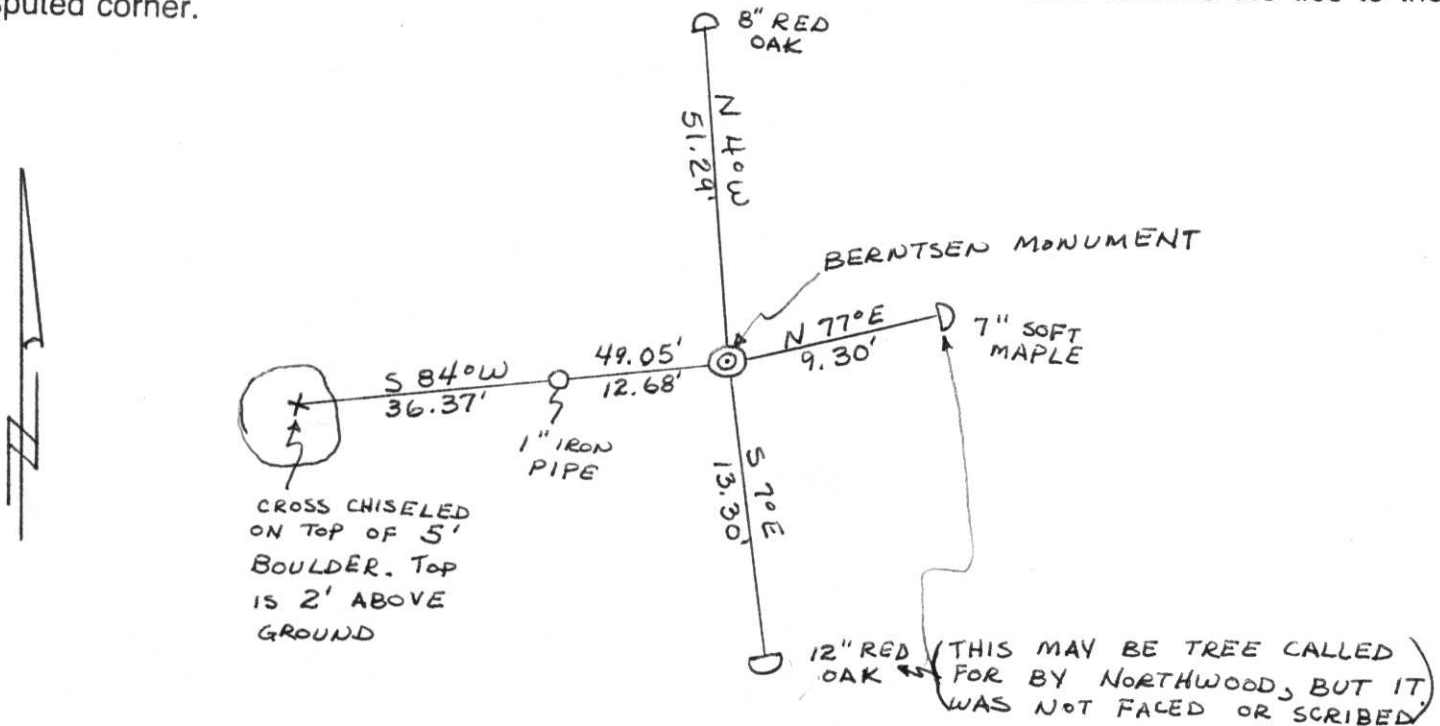 sputed corner.
8" RED
OAK
N 4° W
51.29'
BERNTSEN MONUMENT
N 77° E
9.30'
7" SOFT
MAPLE
49.05'
12.68'
S 84° W
36.37'
1" IRON
PIPE
CROSS CHISELED
ON TOP OF 5'
BOULDER. TOP
IS 2' ABOVE
GROUND
S 7° E
13.30'
12" RED
OAK
(THIS MAY BE TREE CALLED
FOR BY NORTHWOOD, BUT IT
WAS NOT FACED OR SCRIBED)